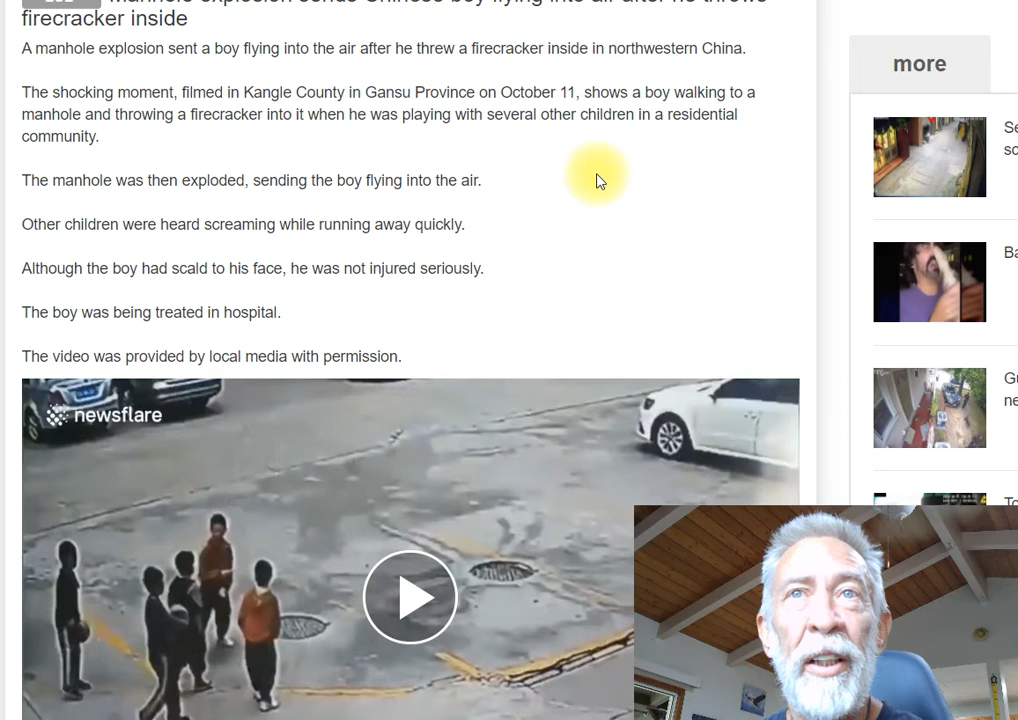 Manhole explosion sends Chinese boy flying into air after he throws
firecracker inside
A manhole explosion sent a boy flying into the air after he threw a firecracker inside in northwestern China.
The shocking moment, filmed in Kangle County in Gansu Province on October 11, shows a boy walking to a
manhole and throwing a firecracker into it when he was playing with several other children in a residential
community.
The manhole was then exploded, sending the boy flying into the air.
Other children were heard screaming while running away quickly.
Although the boy had scald to his face, he was not injured seriously.
The boy was being treated in hospital.
The video was provided by local media with permission.
newsflare
more